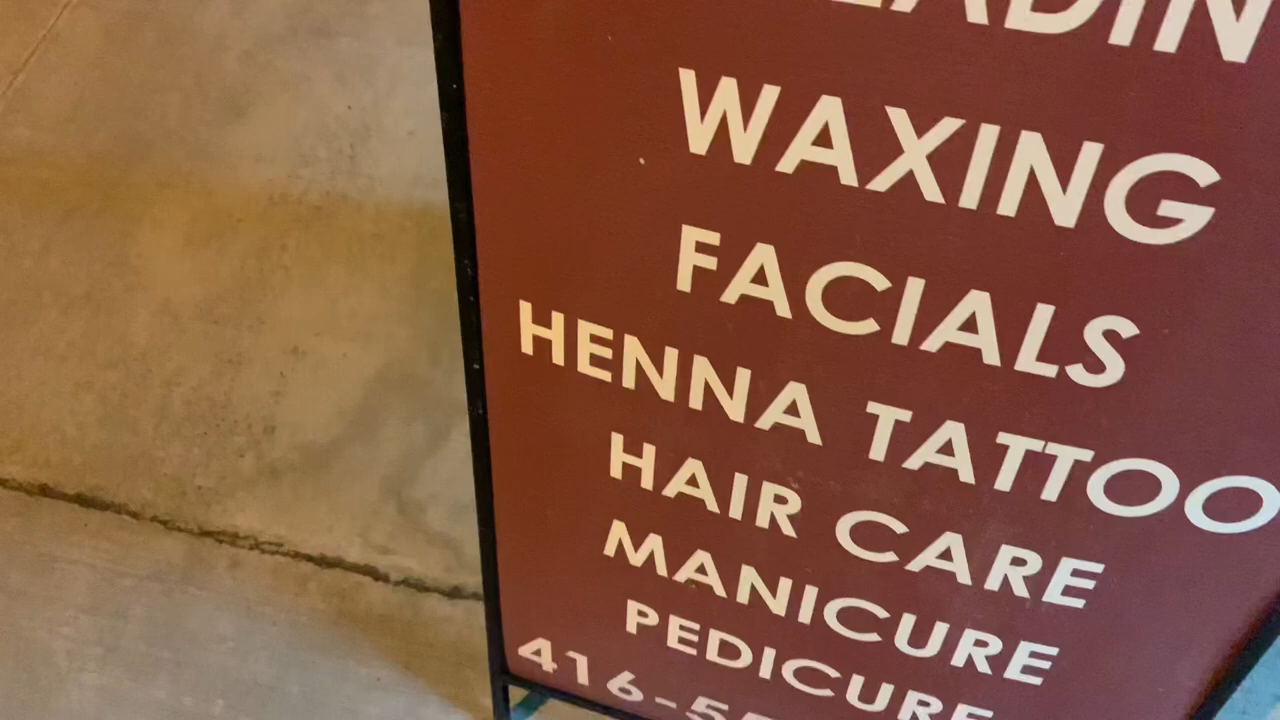 WAXING
FACIALS
HENNA TATTOO
HAIR CARE
MANICURE
PEDICURE